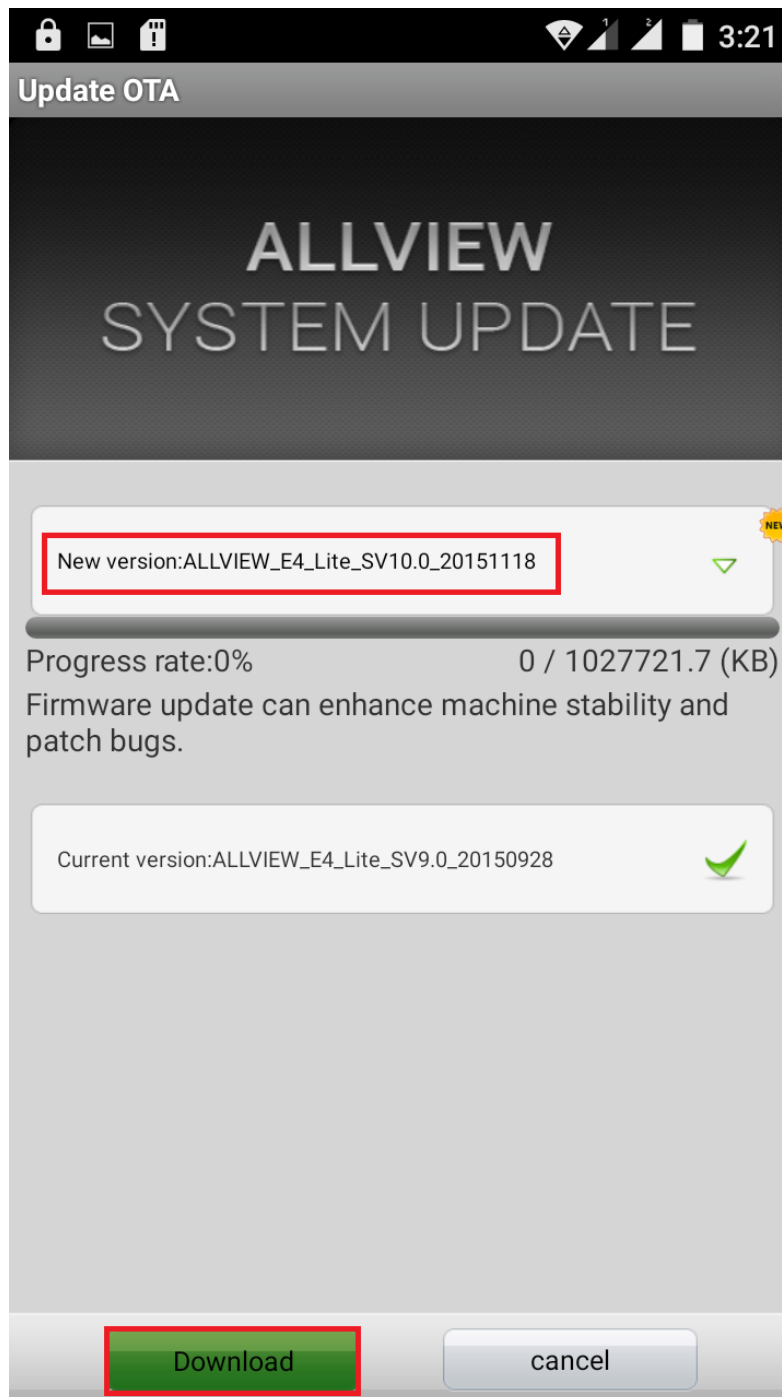 3:21
Update OTA
ALLVIEW
SYSTEM UPDATE
NEW
New version:ALLVIEW_E4_Lite_SV10.0_20151118
Progress rate:0% 0 / 1027721.7 (KB)
Firmware update can enhance machine stability and
patch bugs.
Current version:ALLVIEW_E4_Lite_SV9.0_20150928
Download cancel